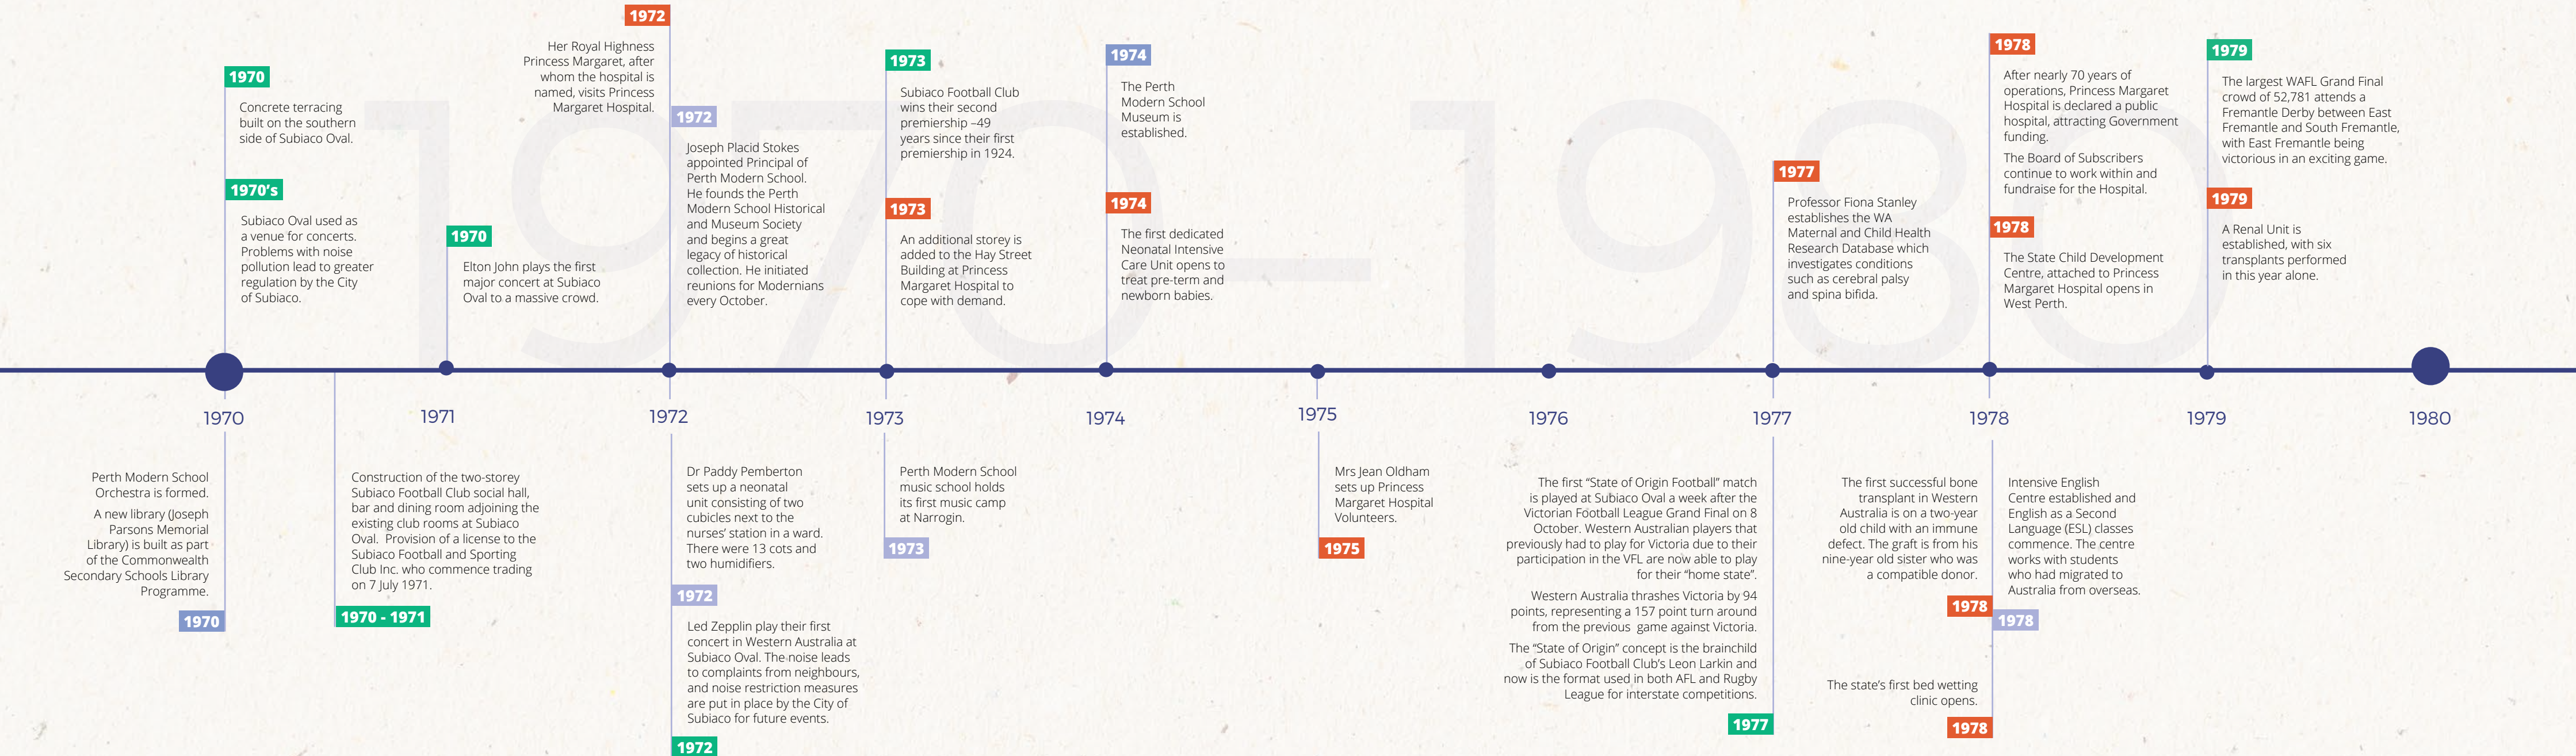 1970
Concrete terracing
built on the southern
side of Subiaco Oval.
1970's
Subiaco Oval used as
a venue for concerts.
Problems with noise
pollution lead to greater
regulation by the City
of Subiaco.
1970
Elton John plays the first
major concert at Subiaco
Oval to a massive crowd.
1972
Her Royal Highness
Princess Margaret, after
whom the hospital is
named, visits Princess
Margaret Hospital.
1972
Joseph Placid Stokes
appointed Principal of
Perth Modern School.
He founds the Perth
Modern School Historical
and Museum Society
and begins a great
legacy of historical
collection. He initiated
reunions for Modernians
every October.
1973
Subiaco Football Club
wins their second
premiership –49
years since their first
premiership in 1924.
1973
An additional storey is
added to the Hay Street
Building at Princess
Margaret Hospital to
cope with demand.
1974
The Perth
Modern School
Museum is
established.
1974
The first dedicated
Neonatal Intensive
Care Unit opens to
treat pre-term and
newborn babies.
1970–1980
1977
Professor Fiona Stanley
establishes the WA
Maternal and Child Health
Research Database which
investigates conditions
such as cerebral palsy
and spina bifida.
1978
After nearly 70 years of
operations, Princess Margaret
Hospital is declared a public
hospital, attracting Government
funding.
The Board of Subscribers
continue to work within and
fundraise for the Hospital.
1978
The State Child Development
Centre, attached to Princess
Margaret Hospital opens in
West Perth.
1979
The largest WAFL Grand Final
crowd of 52,781 attends a
Fremantle Derby between East
Fremantle and South Fremantle,
with East Fremantle being
victorious in an exciting game.
1979
A Renal Unit is
established, with six
transplants performed
in this year alone.
1970
1971
1972
1973
1974
1975
1976
1977
1978
1979
1980
Perth Modern School
Orchestra is formed.
A new library (Joseph
Parsons Memorial
Library) is built as part
of the Commonwealth
Secondary Schools Library
Programme.
1970
Construction of the two-storey
Subiaco Football Club social hall,
bar and dining room adjoining the
existing club rooms at Subiaco
Oval.  Provision of a license to the
Subiaco Football and Sporting
Club Inc. who commence trading
on 7 July 1971.
1970 - 1971
Dr Paddy Pemberton
sets up a neonatal
unit consisting of two
cubicles next to the
nurses' station in a ward.
There were 13 cots and
two humidifiers.
1972
Led Zepplin play their first
concert in Western Australia at
Subiaco Oval. The noise leads
to complaints from neighbours,
and noise restriction measures
are put in place by the City of
Subiaco for future events.
1972
Perth Modern School
music school holds
its first music camp
at Narrogin.
1973
Mrs Jean Oldham
sets up Princess
Margaret Hospital
Volunteers.
1975
The first “State of Origin Football” match
is played at Subiaco Oval a week after the
Victorian Football League Grand Final on 8
October. Western Australian players that
previously had to play for Victoria due to their
participation in the VFL are now able to play
for their “home state”.
Western Australia thrashes Victoria by 94
points, representing a 157 point turn around
from the previous  game against Victoria.
The “State of Origin” concept is the brainchild
of Subiaco Football Club's Leon Larkin and
now is the format used in both AFL and Rugby
League for interstate competitions.
1977
The first successful bone
transplant in Western
Australia is on a two-year
old child with an immune
defect. The graft is from his
nine-year old sister who was
a compatible donor.
1978
The state's first bed wetting
clinic opens.
1978
Intensive English
Centre established and
English as a Second
Language (ESL) classes
commence. The centre
works with students
who had migrated to
Australia from overseas.
1978